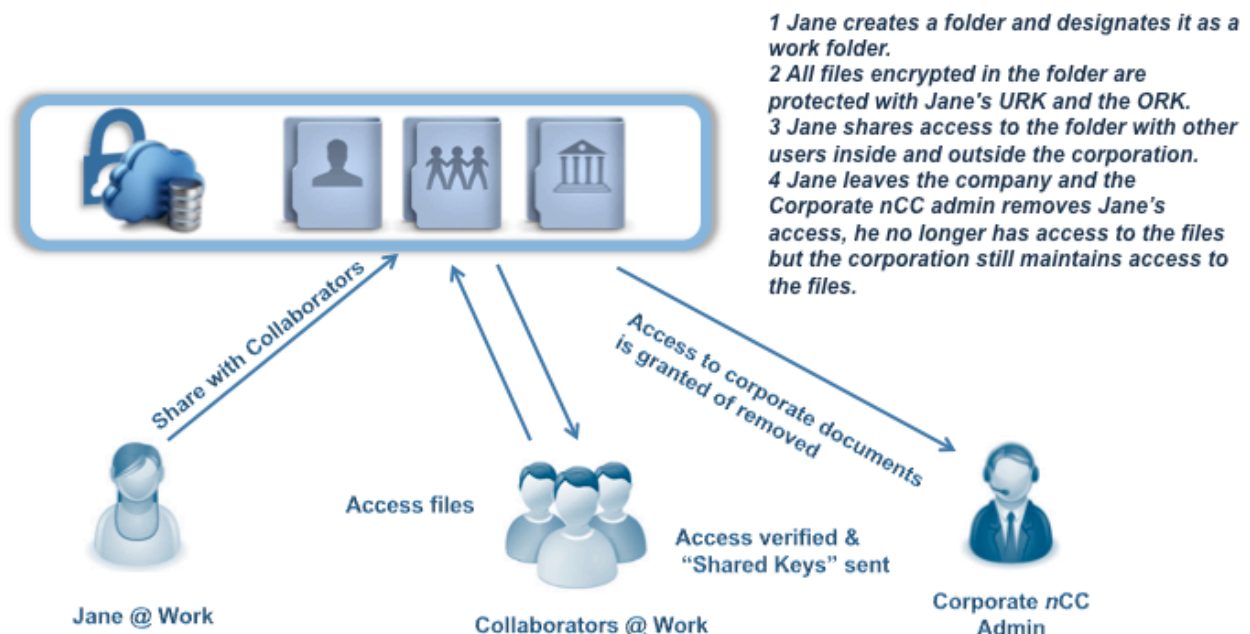 1 Jane creates a folder and designates it as a
work folder.
2 All files encrypted in the folder are
protected with Jane's URK and the ORK.
3 Jane shares access to the folder with other
users inside and outside the corporation.
4 Jane leaves the company and the
Corporate nCC admin removes Jane's
access, he no longer has access to the files
but the corporation still maintains access to
the files.
Share with Collaborators
Access to corporate documents
is granted of removed
Access files
Access verified &
“Shared Keys” sent
Jane @ Work
Collaborators @ Work
Corporate nCC
Admin